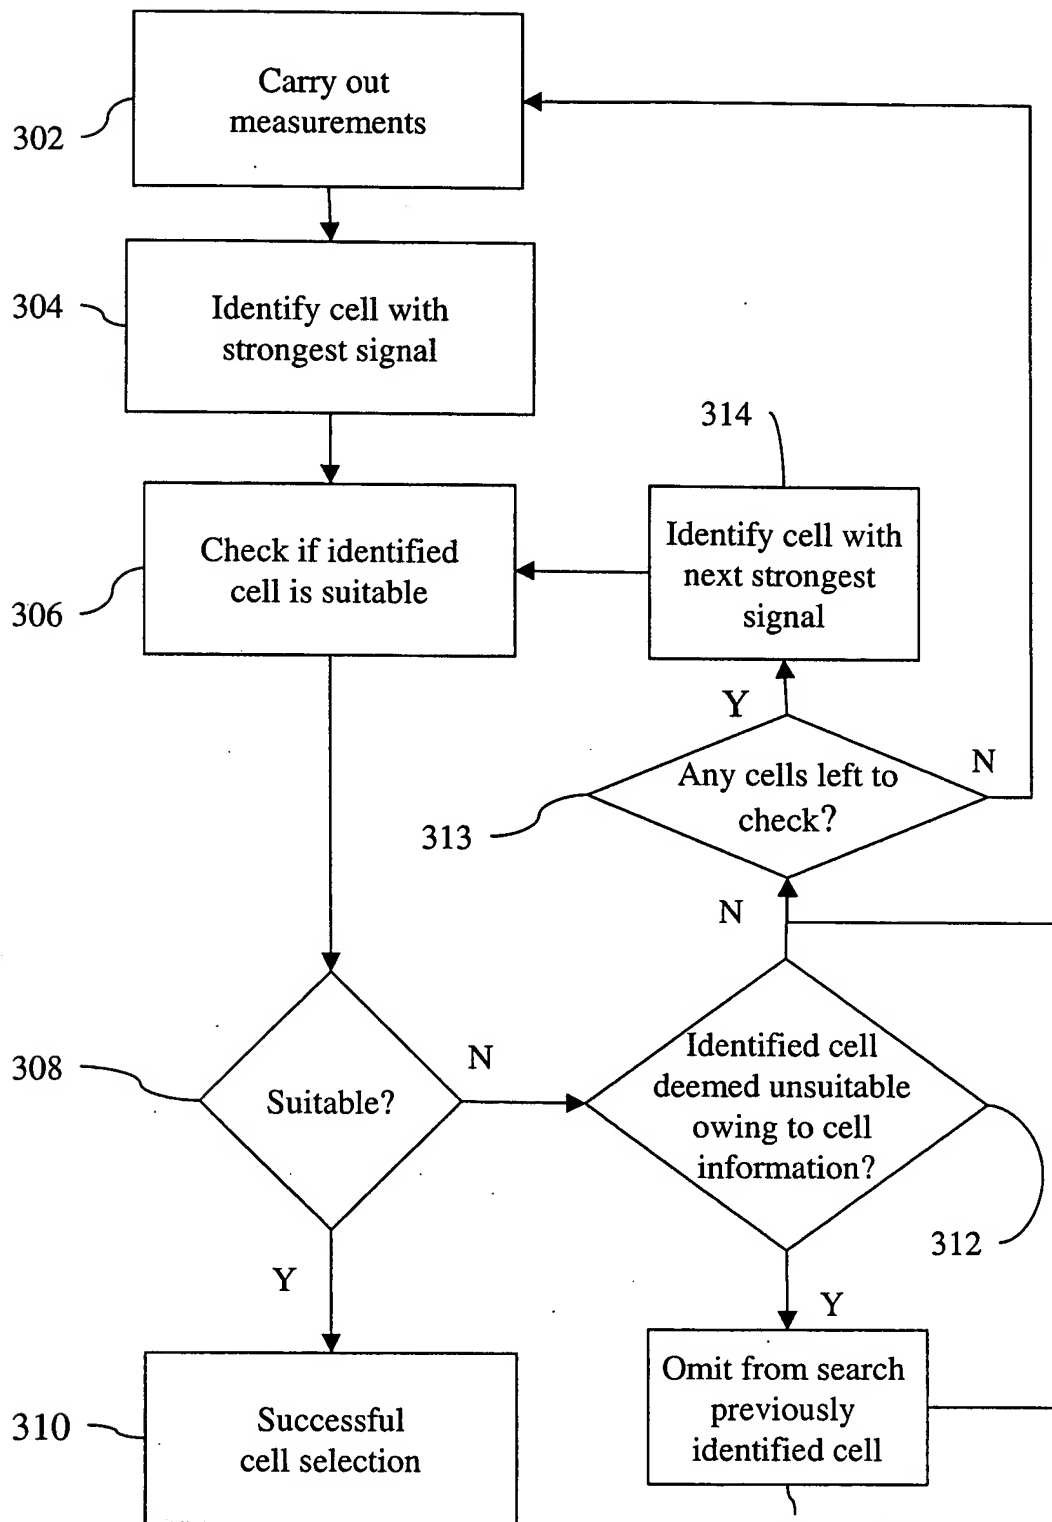 Carry out
measurements
302
304
Identify cell with
strongest signal
314
Check if identified
cell is suitable
306
Identify cell with
next strongest
signal
Y
N
Any cells left to
check?
313
N
308
Suitable?
N
Identified cell
deemed unsuitable
owing to cell
information?
312
Y
Y
310
Successful
cell selection
Omit from search
previously
identified cell